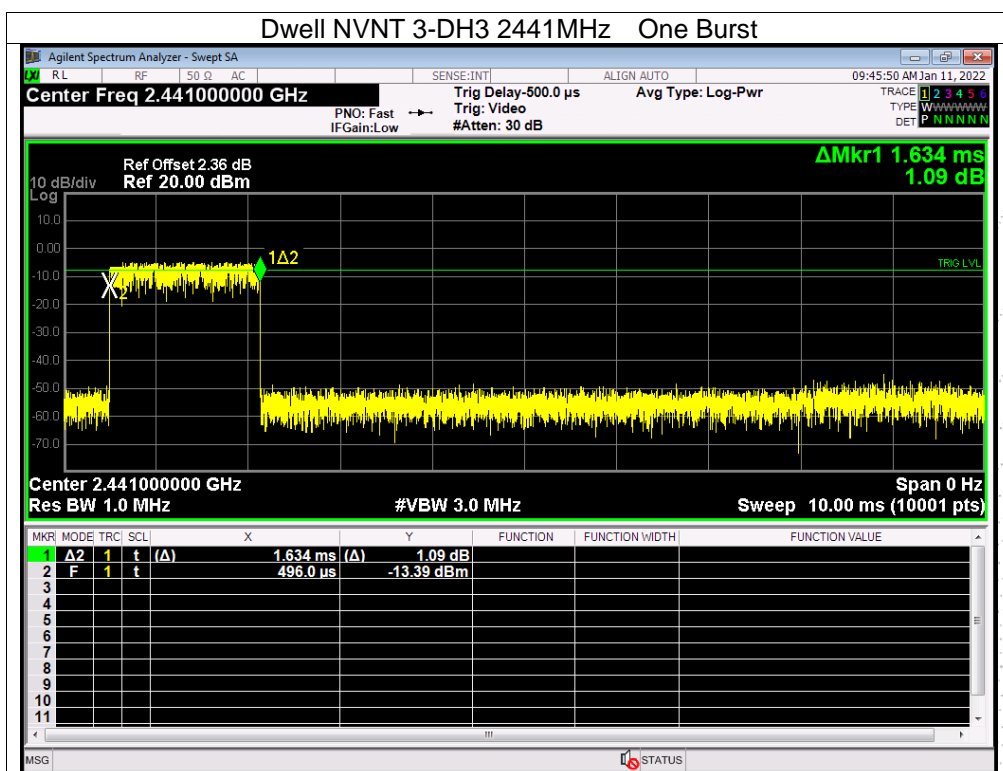 Dwell NVNT 3-DH3 2441MHz One Burst
Agilent Spectrum Analyzer - Swept SA
LXI RL RF 50 Ω AC SENSE:INT ALIGN AUTO 09:45:50 AM Jan 11, 2022
Center Freq 2.441000000 GHz Trig Delay-500.0 µs Avg Type: Log-Pwr TRACE 1 2 3 4 5 6
PNO: Fast Trig: Video TYPE WWWWWW
IFGain:Low #Atten: 30 dB DET P N N N N N
ΔMkr1 1.634 ms
1.09 dB
Ref Offset 2.36 dB
10 dB/div Ref 20.00 dBm
Log
10.0
0.00
1Δ2
TRIG LVL
-10.0
2
-20.0
-30.0
-40.0
-50.0
-60.0
-70.0
Center 2.441000000 GHz Span 0 Hz
Res BW 1.0 MHz #VBW 3.0 MHz Sweep 10.00 ms (10001 pts)
MKR MODE TRC SCL X Y FUNCTION FUNCTION WIDTH FUNCTION VALUE
1 Δ2 1 t (Δ) 1.634 ms (Δ) 1.09 dB
2 F 1 t 496.0 µs -13.39 dBm
3
4
5
6
7
8
9
10
11
MSG STATUS